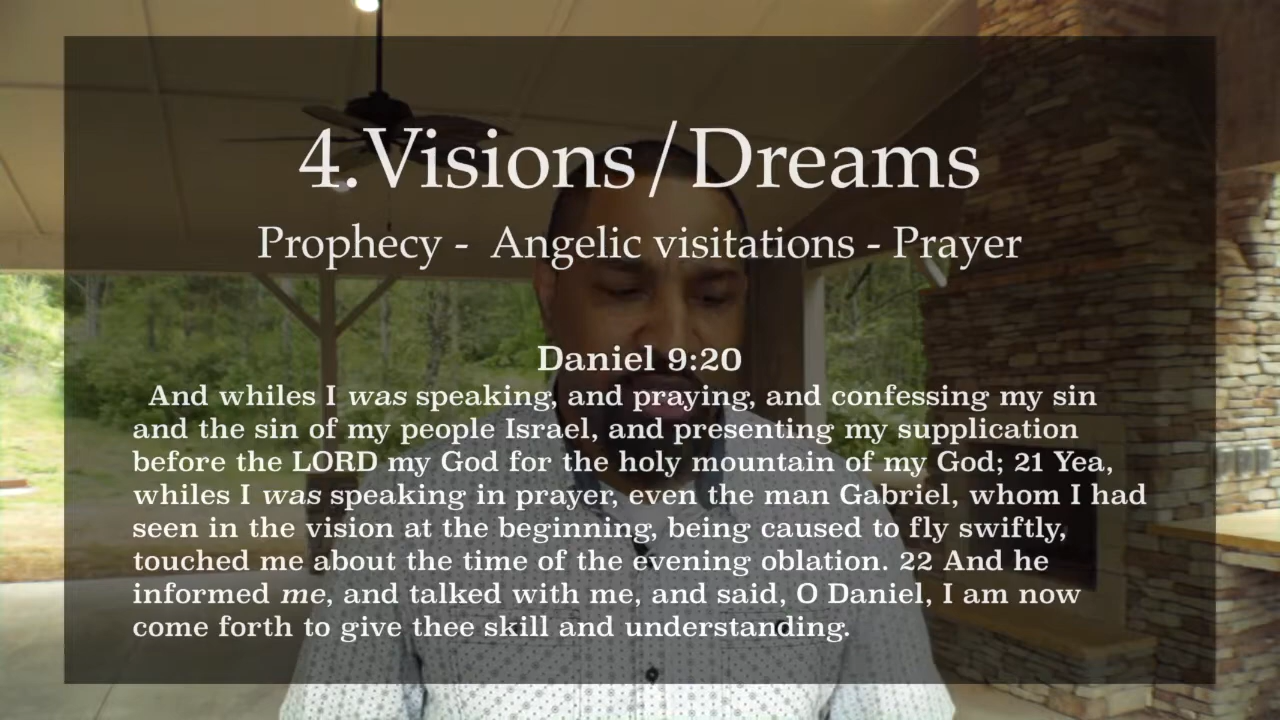 4.Visions/Dreams
Prophecy - Angelic visitations - Prayer
Daniel 9:20
And whiles I was speaking, and praying, and confessing my sin
and the sin of my people Israel, and presenting my supplication
before the LORD my God for the holy mountain of my God; 21 Yea,
whiles I was speaking in prayer, even the man Gabriel, whom I had
seen in the vision at the beginning, being caused to fly swiftly,
touched me about the time of the evening oblation. 22 And he
informed me, and talked with me, and said, O Daniel, I am now
come forth to give thee skill and understanding.